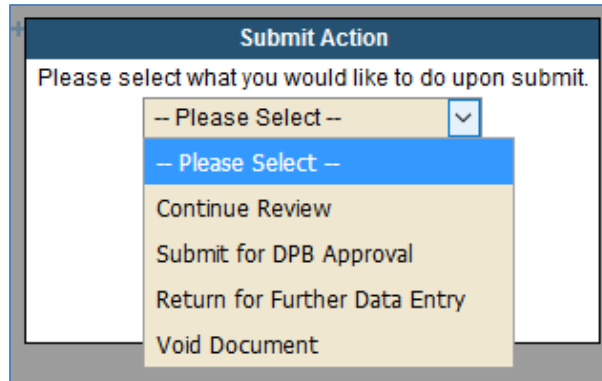 Submit Action
Please select what you would like to do upon submit.
-- Please Select --
-- Please Select --
Continue Review
Submit for DPB Approval
Return for Further Data Entry
Void Document